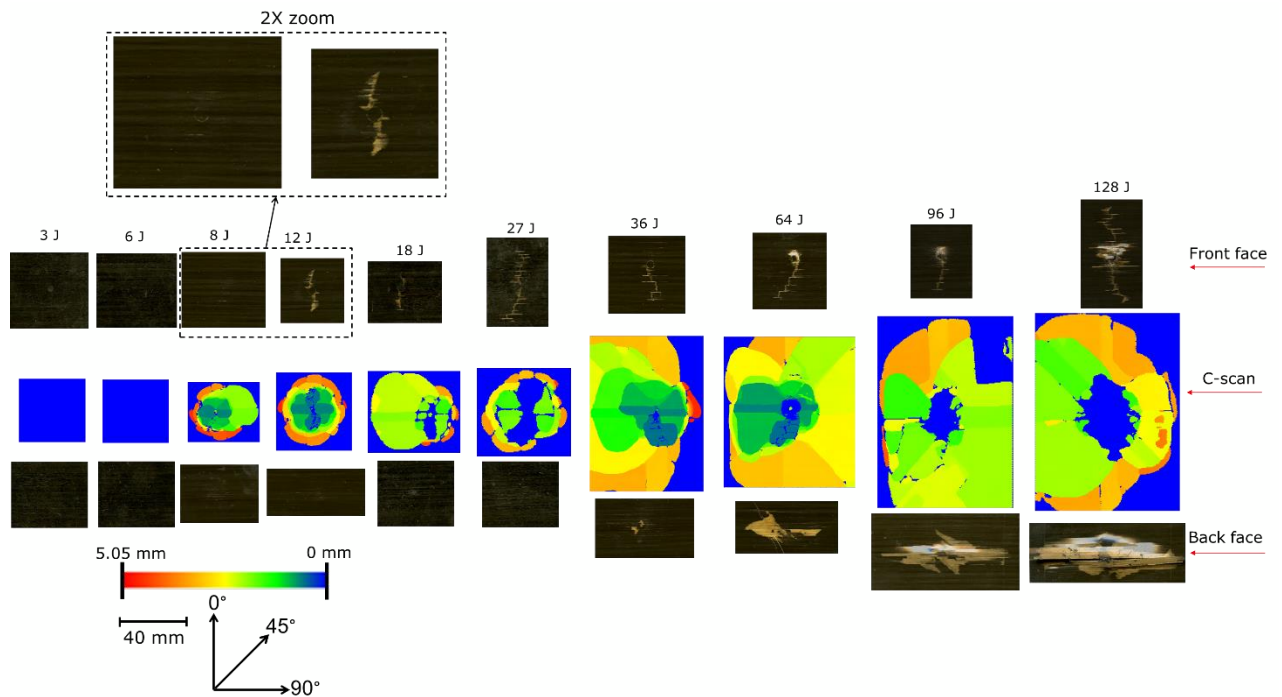 2X zoom
3 J
6 J
8 J
12 J
18 J
27 J
36 J
64 J
96 J
128 J
Front face
C-scan
Back face
5.05 mm
0 mm
40 mm
0°
45°
90°